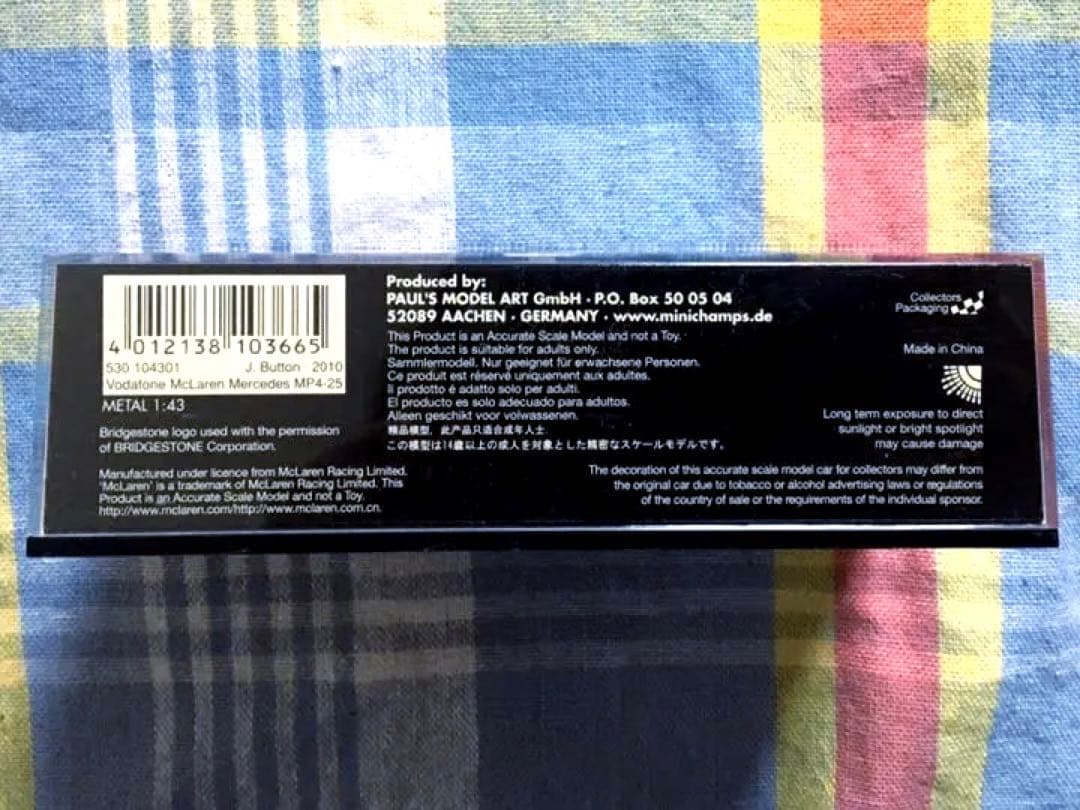 4 012138 103665
530 104301 J. Button 2010
Vodafone McLaren Mercedes MP4-25
METAL 1:43
Bridgestone logo used with the permission
of BRIDGESTONE Corporation.
Manufactured under licence from McLaren Racing Limited.
'McLaren' is a trademark of McLaren Racing Limited. This
Product is an Accurate Scale Model and not a Toy.
http://www.mclaren.com/http://www.mclaren.com.cn.
Produced by:
PAUL'S MODEL ART GmbH · P.O. Box 50 05 04
52089 AACHEN · GERMANY · www.minichamps.de
This Product is an Accurate Scale Model and not a Toy.
The product is suitable for adults only.
Sammlermodell. Nur geeignet für erwachsene Personen.
Ce produit est réservé uniquement aux adultes.
Il prodotto é adatto solo per adulti.
El producto es solo adecuado para adultos.
Alleen geschikt voor volwassenen.
精品模型，此产品只适合成年人士
この模型は14歳以上の成人を対象とした精密なスケールモデルです。
Collectors
Packaging
Made in China
Long term exposure to direct
sunlight or bright spotlight
may cause damage
The decoration of this accurate scale model car for collectors may differ from
the original car due to tobacco or alcohol advertising laws or regulations
of the country of sale or the requirements of the individual sponsor.